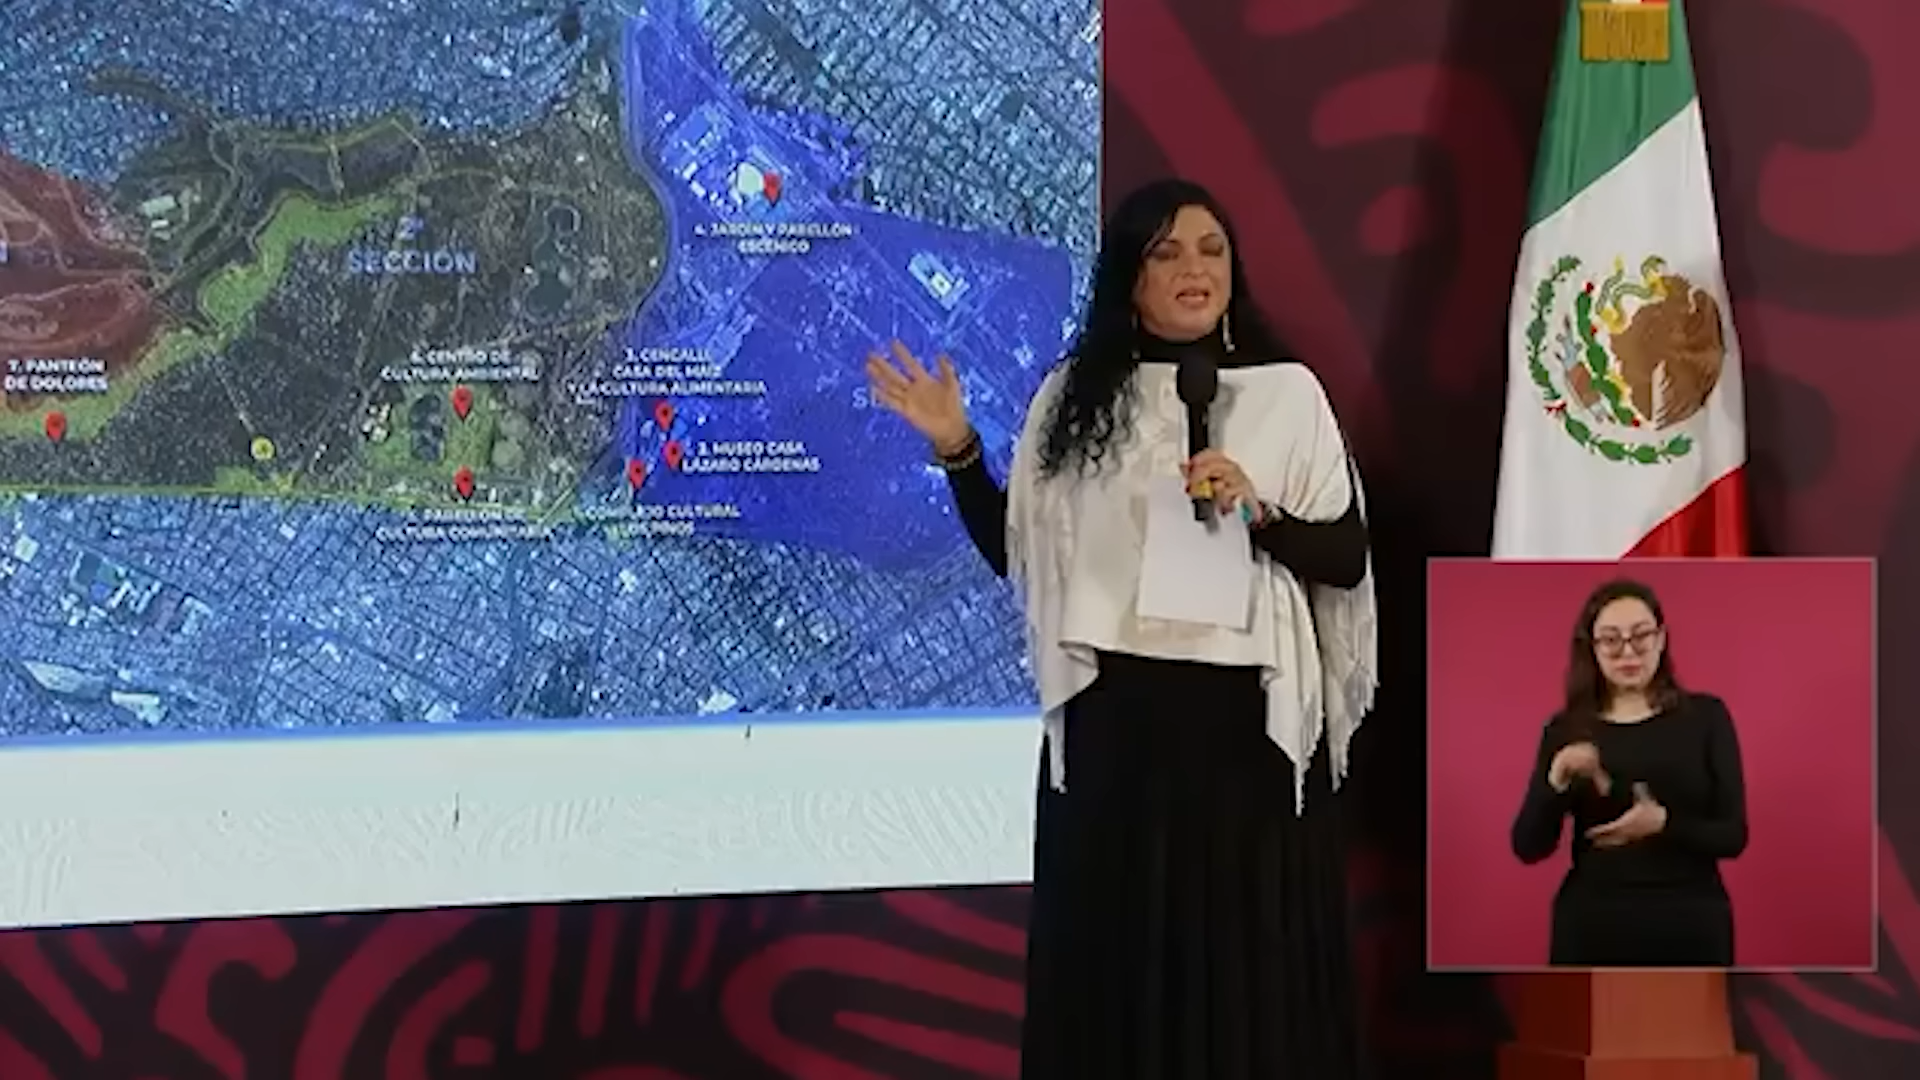 4. JARDÍN Y PABELLÓN
ESCÉNICO
2ª
SECCIÓN
7. PANTEÓN
DE DOLORES
6. CENTRO DE
CULTURA AMBIENTAL
3. CENCALLI,
CASA DEL MAÍZ
Y LA CULTURA ALIMENTARIA
2. MUSEO CASA
LÁZARO CÁRDENAS
PABELLÓN DE
CULTURA COMUNITARIA
COMPLEJO CULTURAL
LOS PINOS